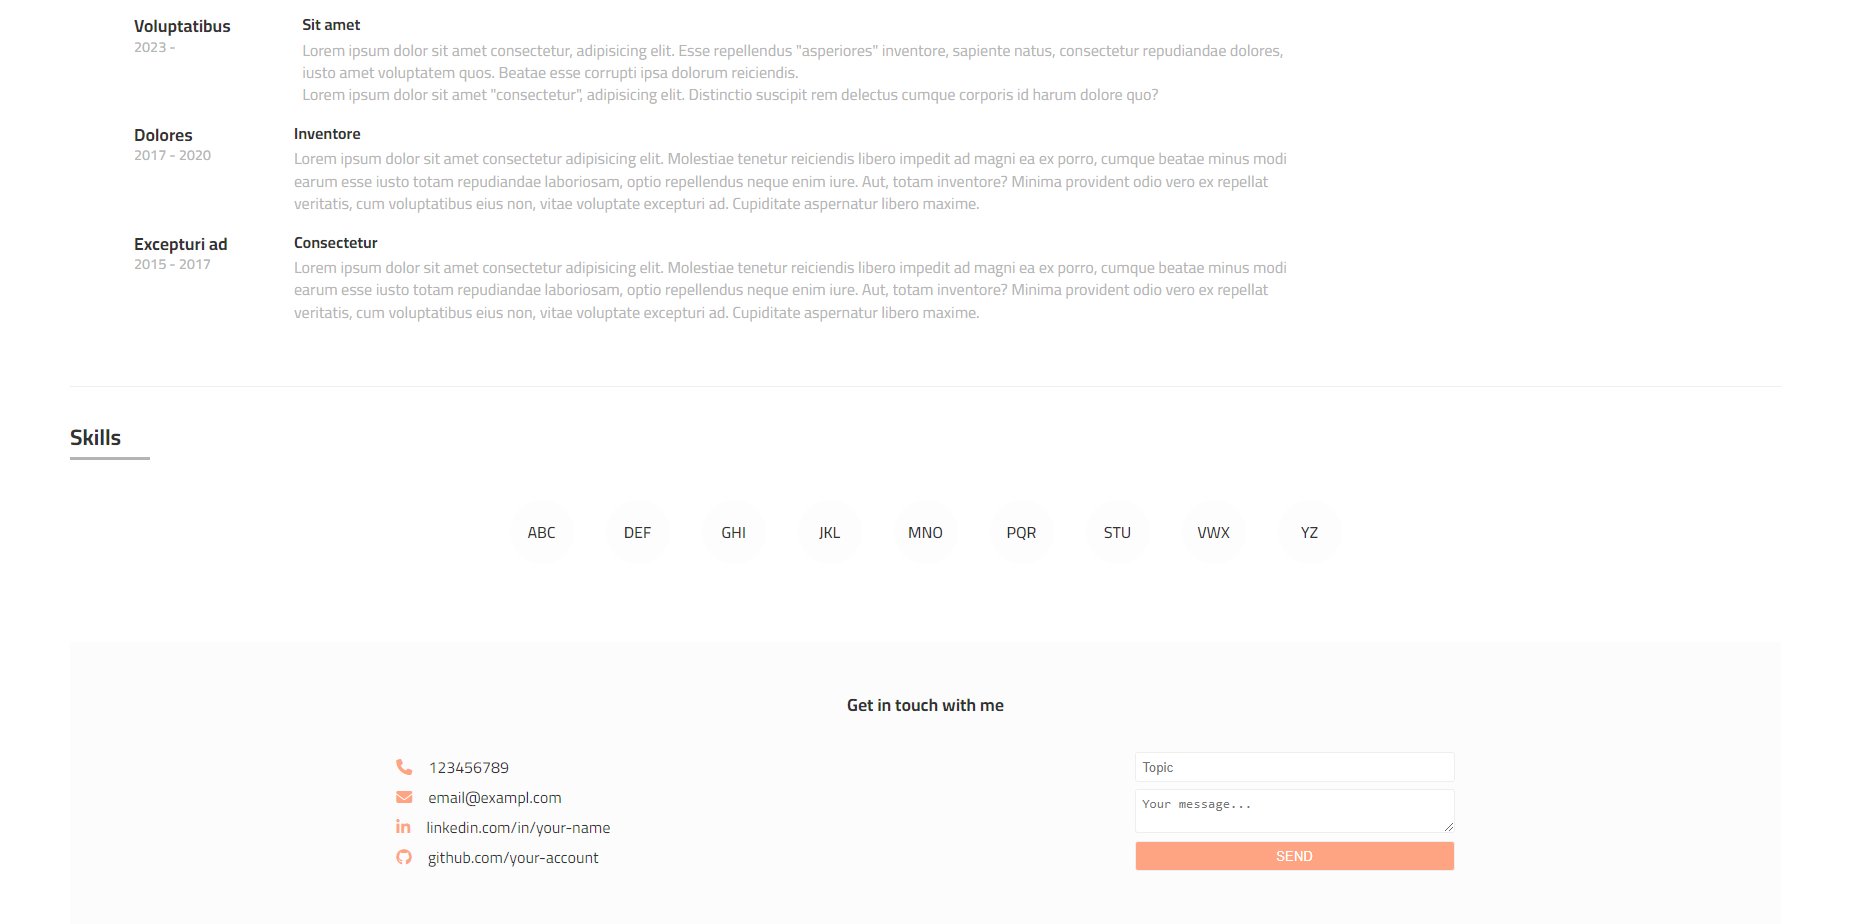 Voluptatibus
2023 -
Sit amet
Lorem ipsum dolor sit amet consectetur, adipisicing elit. Esse repellendus "asperiores" inventore, sapiente natus, consectetur repudiandae dolores,
iusto amet voluptatem quos. Beatae esse corrupti ipsa dolorum reiciendis.
Lorem ipsum dolor sit amet "consectetur", adipisicing elit. Distinctio suscipit rem delectus cumque corporis id harum dolore quo?
Dolores
2017 - 2020
Inventore
Lorem ipsum dolor sit amet consectetur adipisicing elit. Molestiae tenetur reiciendis libero impedit ad magni ea ex porro, cumque beatae minus modi
earum esse iusto totam repudiandae laboriosam, optio repellendus neque enim iure. Aut, totam inventore? Minima provident odio vero ex repellat
veritatis, cum voluptatibus eius non, vitae voluptate excepturi ad. Cupiditate aspernatur libero maxime.
Excepturi ad
2015 - 2017
Consectetur
Lorem ipsum dolor sit amet consectetur adipisicing elit. Molestiae tenetur reiciendis libero impedit ad magni ea ex porro, cumque beatae minus modi
earum esse iusto totam repudiandae laboriosam, optio repellendus neque enim iure. Aut, totam inventore? Minima provident odio vero ex repellat
veritatis, cum voluptatibus eius non, vitae voluptate excepturi ad. Cupiditate aspernatur libero maxime.
Skills
ABC DEF GHI JKL MNO PQR STU VWX YZ
Get in touch with me
123456789
email@exampl.com
linkedin.com/in/your-name
github.com/your-account
Topic
Your message...
SEND